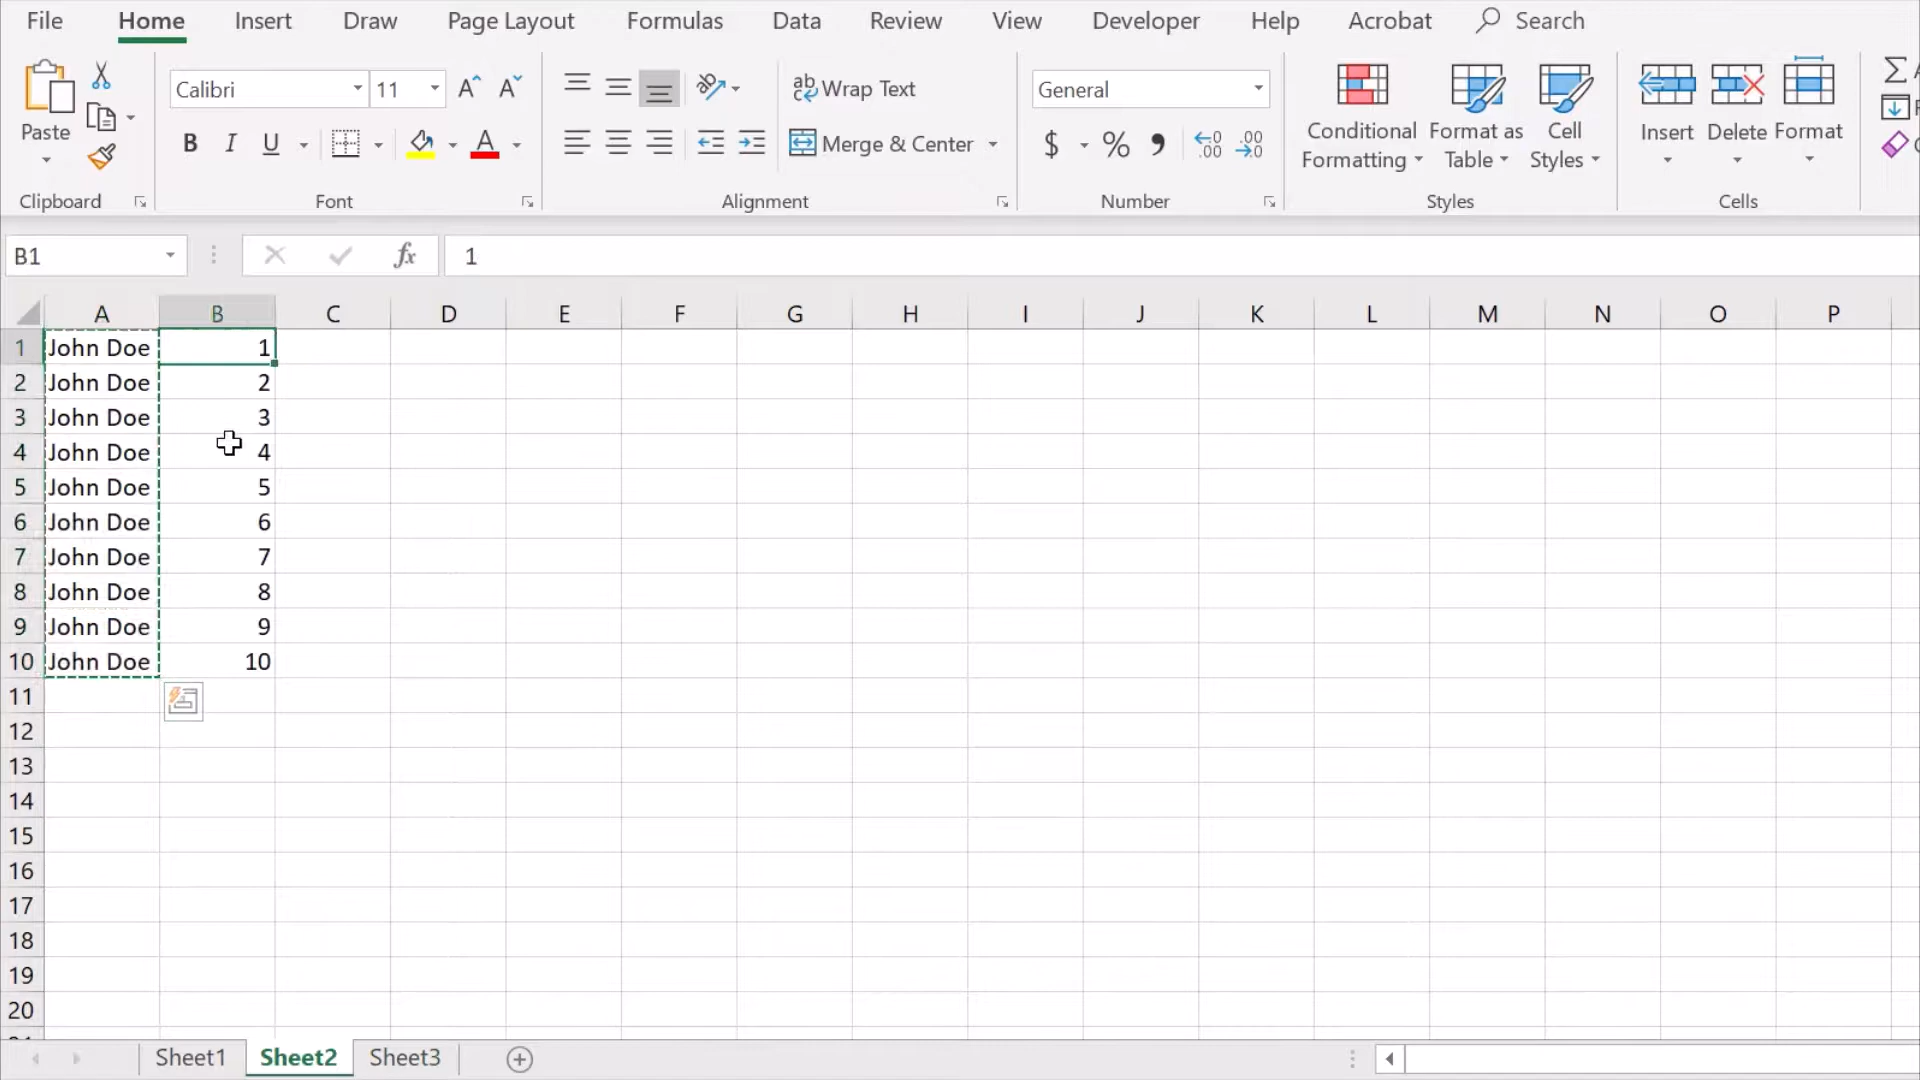 File Home Insert Draw Page Layout Formulas Data Review View Developer Help Acrobat Search
Calibri 11 Wrap Text General
Paste Conditional Format as Cell Insert Delete Format
B I U Merge & Center $ % Formatting Table Styles
Clipboard Font Alignment Number Styles Cells
B1 fx 1
A B C D E F G H I J K L M N O P
1 John Doe 1
2 John Doe 2
3 John Doe 3
4 John Doe 4
5 John Doe 5
6 John Doe 6
7 John Doe 7
8 John Doe 8
9 John Doe 9
10 John Doe 10
11
12
13
14
15
16
17
18
19
20
Sheet1 Sheet2 Sheet3